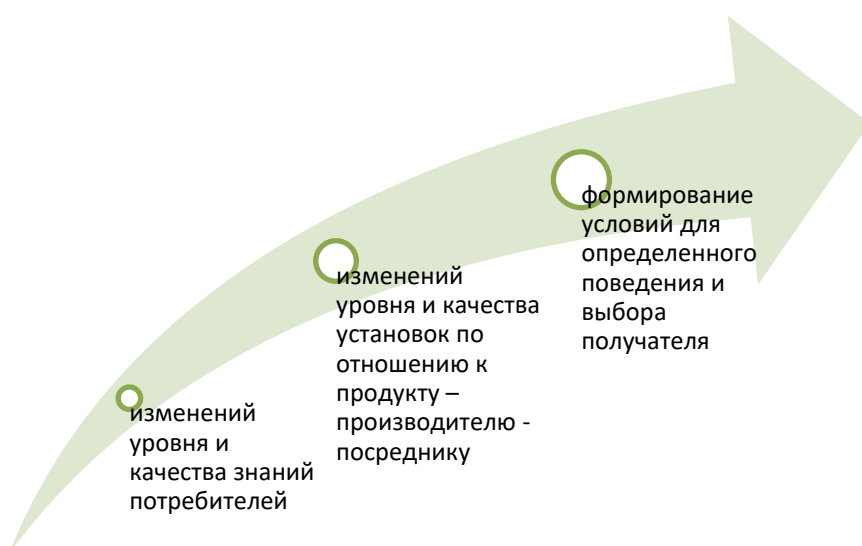 изменений
уровня и
качества знаний
потребителей
изменений
уровня и качества
установок по
отношению к
продукту –
производителю -
посреднику
формирование
условий для
определенного
поведения и
выбора
получателя